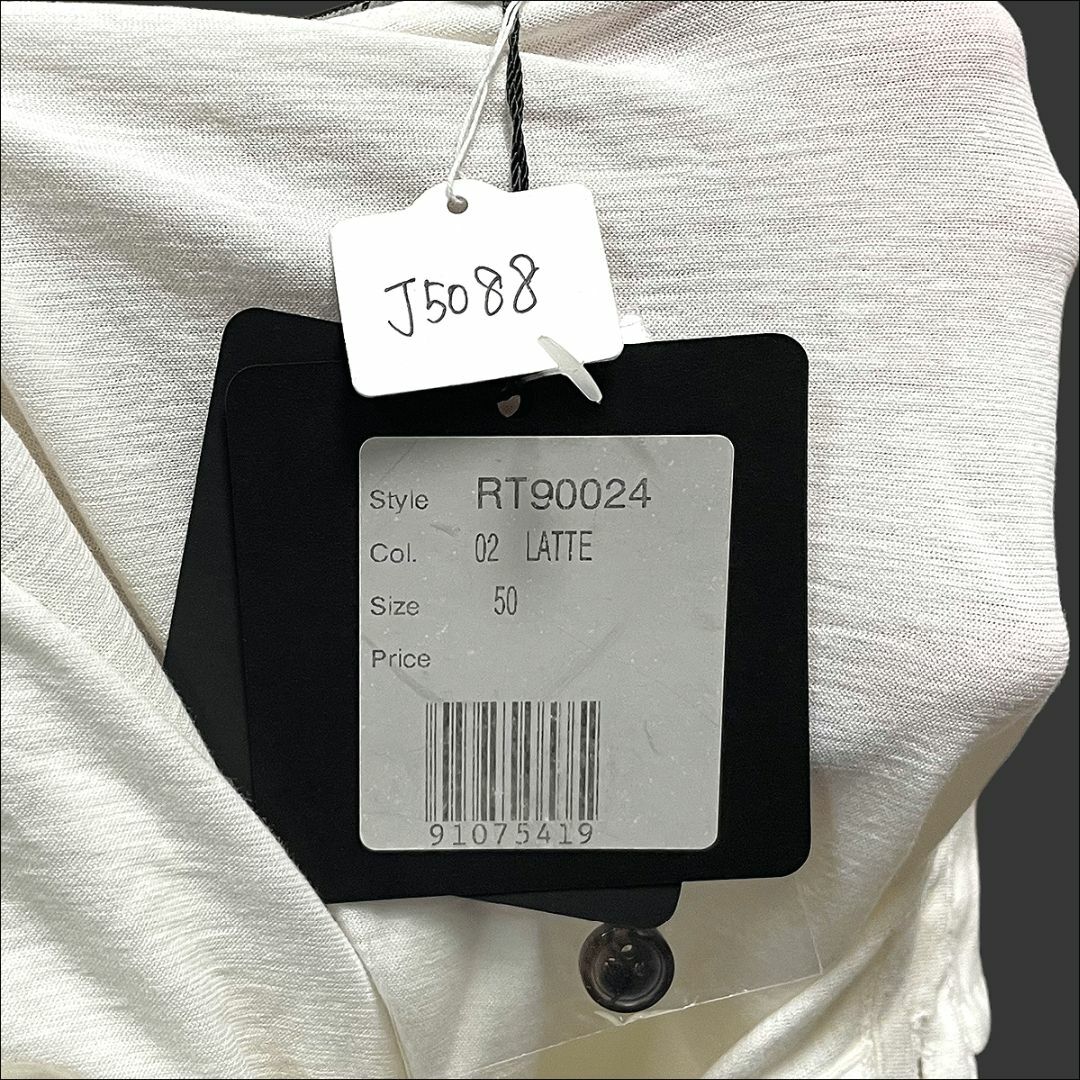 J5088
Style RT90024
Col. 02 LATTE
Size 50
Price
91075419